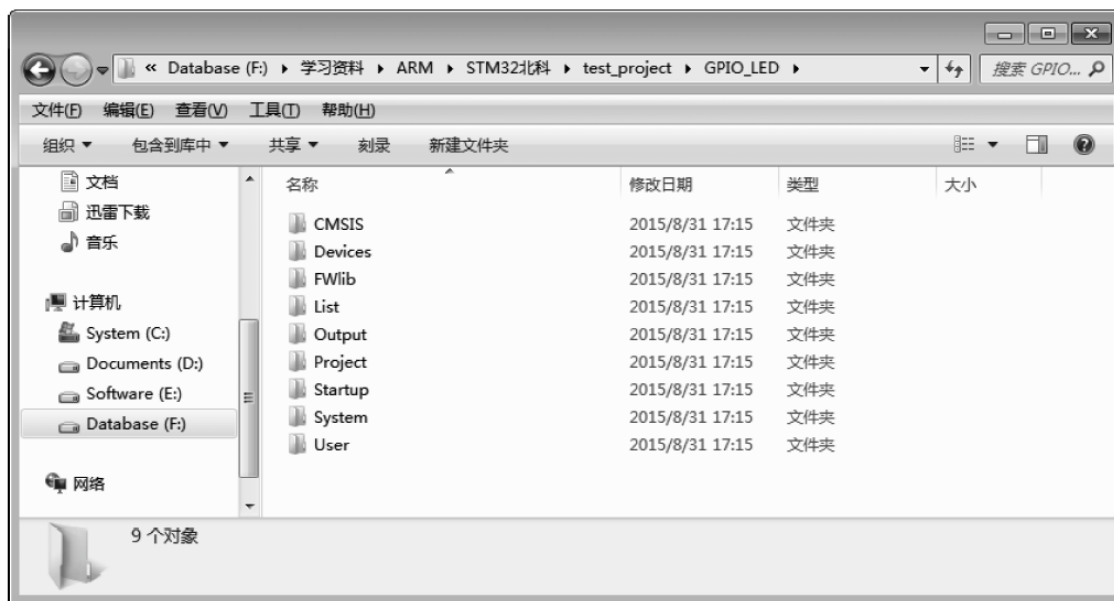 « Database (F:) ▸ 学习资料 ▸ ARM ▸ STM32北科 ▸ test_project ▸ GPIO_LED ▸ 搜索 GPIO...
文件(F) 编辑(E) 查看(V) 工具(T) 帮助(H)
组织 包含到库中 共享 刻录 新建文件夹
文档
迅雷下载
音乐
计算机
System (C:)
Documents (D:)
Software (E:)
Database (F:)
网络
名称 修改日期 类型 大小
CMSIS 2015/8/31 17:15 文件夹
Devices 2015/8/31 17:15 文件夹
FWlib 2015/8/31 17:15 文件夹
List 2015/8/31 17:15 文件夹
Output 2015/8/31 17:15 文件夹
Project 2015/8/31 17:15 文件夹
Startup 2015/8/31 17:15 文件夹
System 2015/8/31 17:15 文件夹
User 2015/8/31 17:15 文件夹
9 个对象